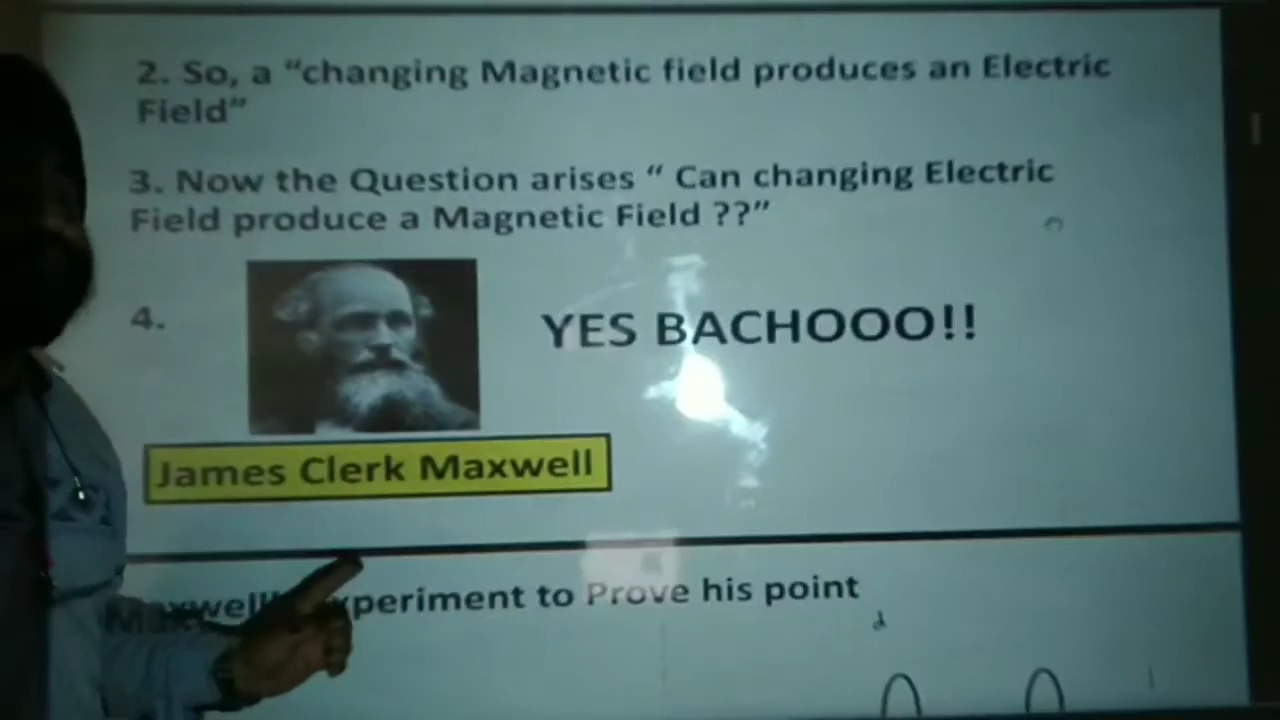 2. So, a “changing Magnetic field produces an Electric
Field”
3. Now the Question arises “ Can changing Electric
Field produce a Magnetic Field ??”
4.
YES BACHOOO!!
James Clerk Maxwell
experiment to Prove his point